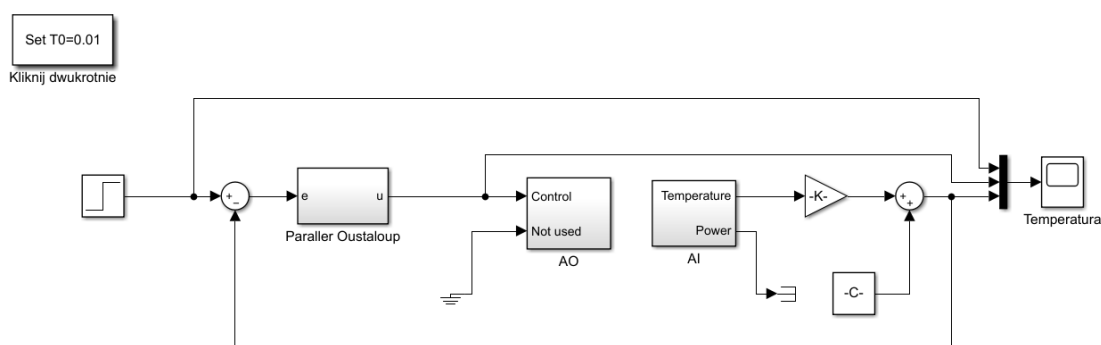 Set T0=0.01
Kliknij dwukrotnie
+
−
e
u
Paraller Oustaloup
Control
Not used
AO
Temperature
Power
AI
-K-
+
+
-C-
Temperatura